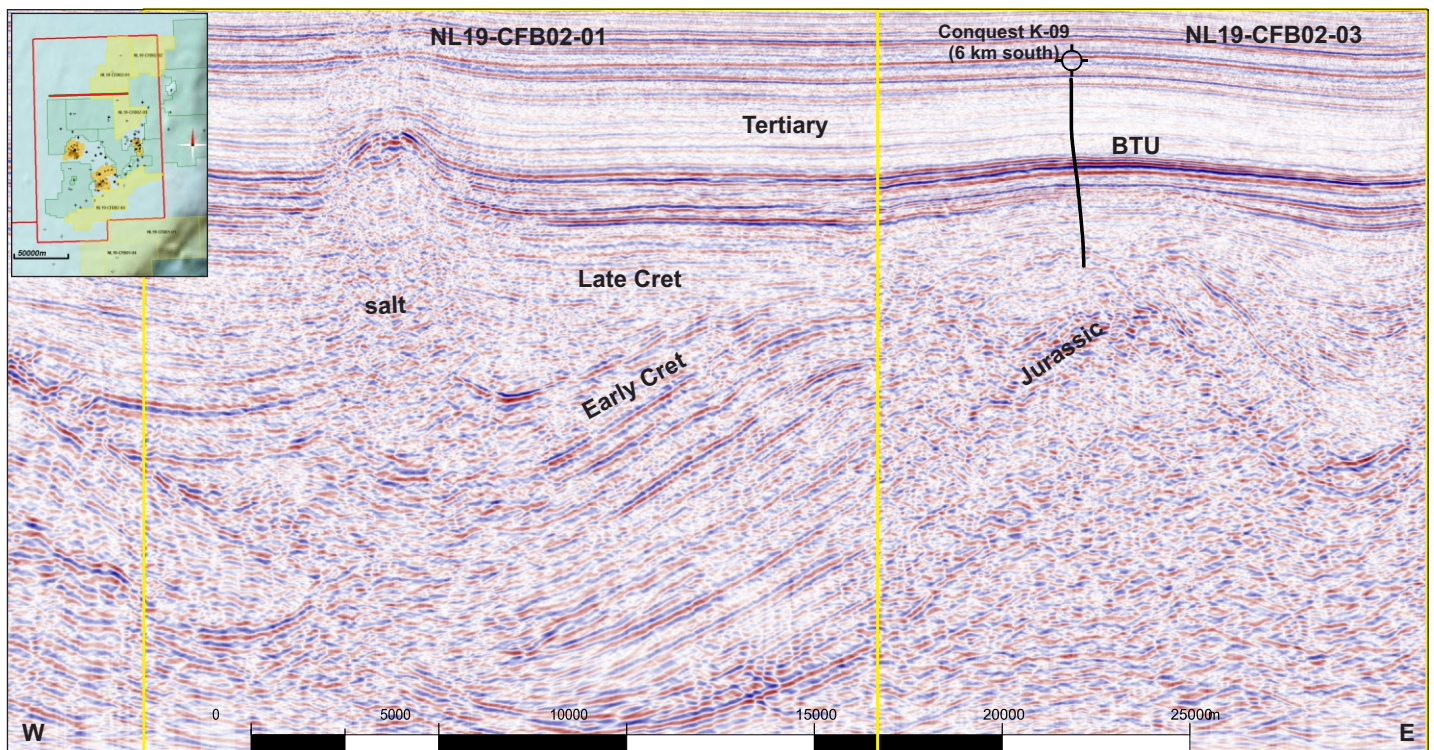 NL19-CFB02-01
Conquest K-09
(6 km south)
NL19-CFB02-03
50000m
Tertiary
BTU
Late Cret
salt
Early Cret
Jurassic
0 5000 10000 15000 20000 25000m
W
E